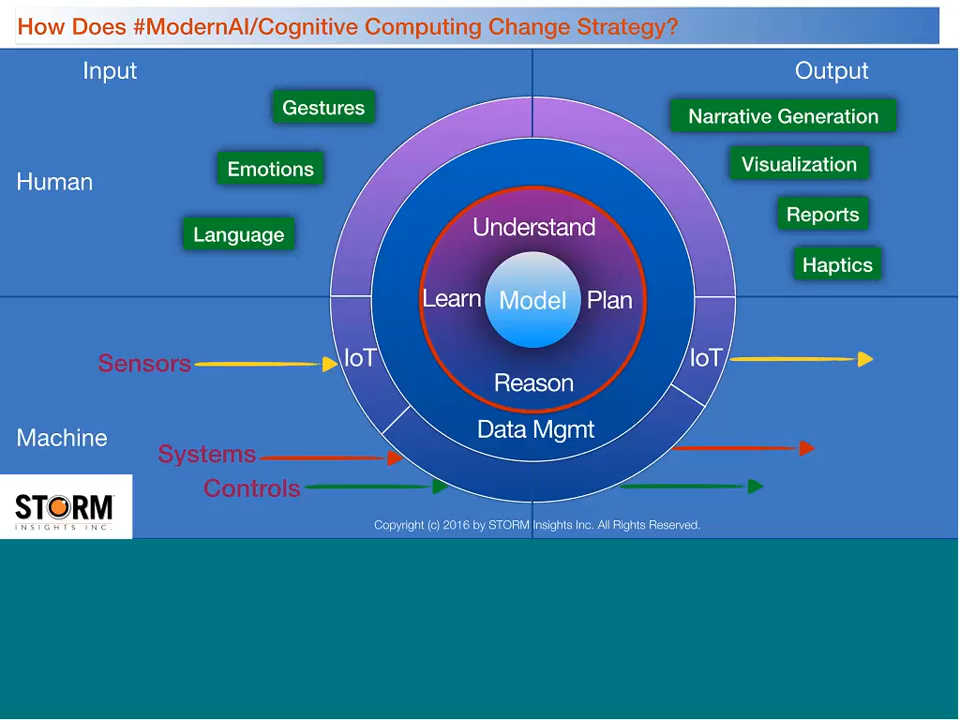 How Does #ModernAI/Cognitive Computing Change Strategy?
Input
Output
Gestures
Narrative Generation
Emotions
Visualization
Human
Language
Reports
Haptics
Understand
Learn
Model
Plan
Reason
Data Mgmt
IoT
IoT
Sensors
Machine
Systems
Controls
STORM
INSIGHTS INC.
Copyright (c) 2016 by STORM Insights Inc. All Rights Reserved.